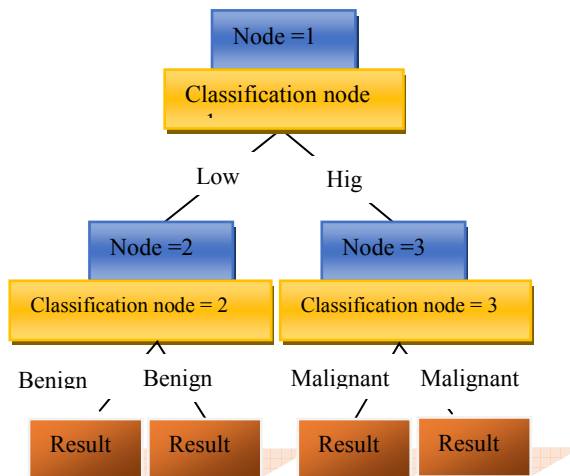 Node =1
Classification node
Low
Hig
Node =2
Node =3
Classification node = 2
Classification node = 3
Benign
Benign
Malignant
Malignant
Result
Result
Result
Result